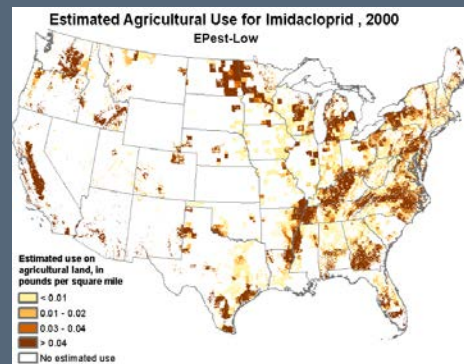 Estimated Agricultural Use for Imidacloprid , 2000
EPest-Low
Estimated use on
agricultural land, in
pounds per square mile
< 0.01
0.01 - 0.02
0.03 - 0.04
> 0.04
No estimated use